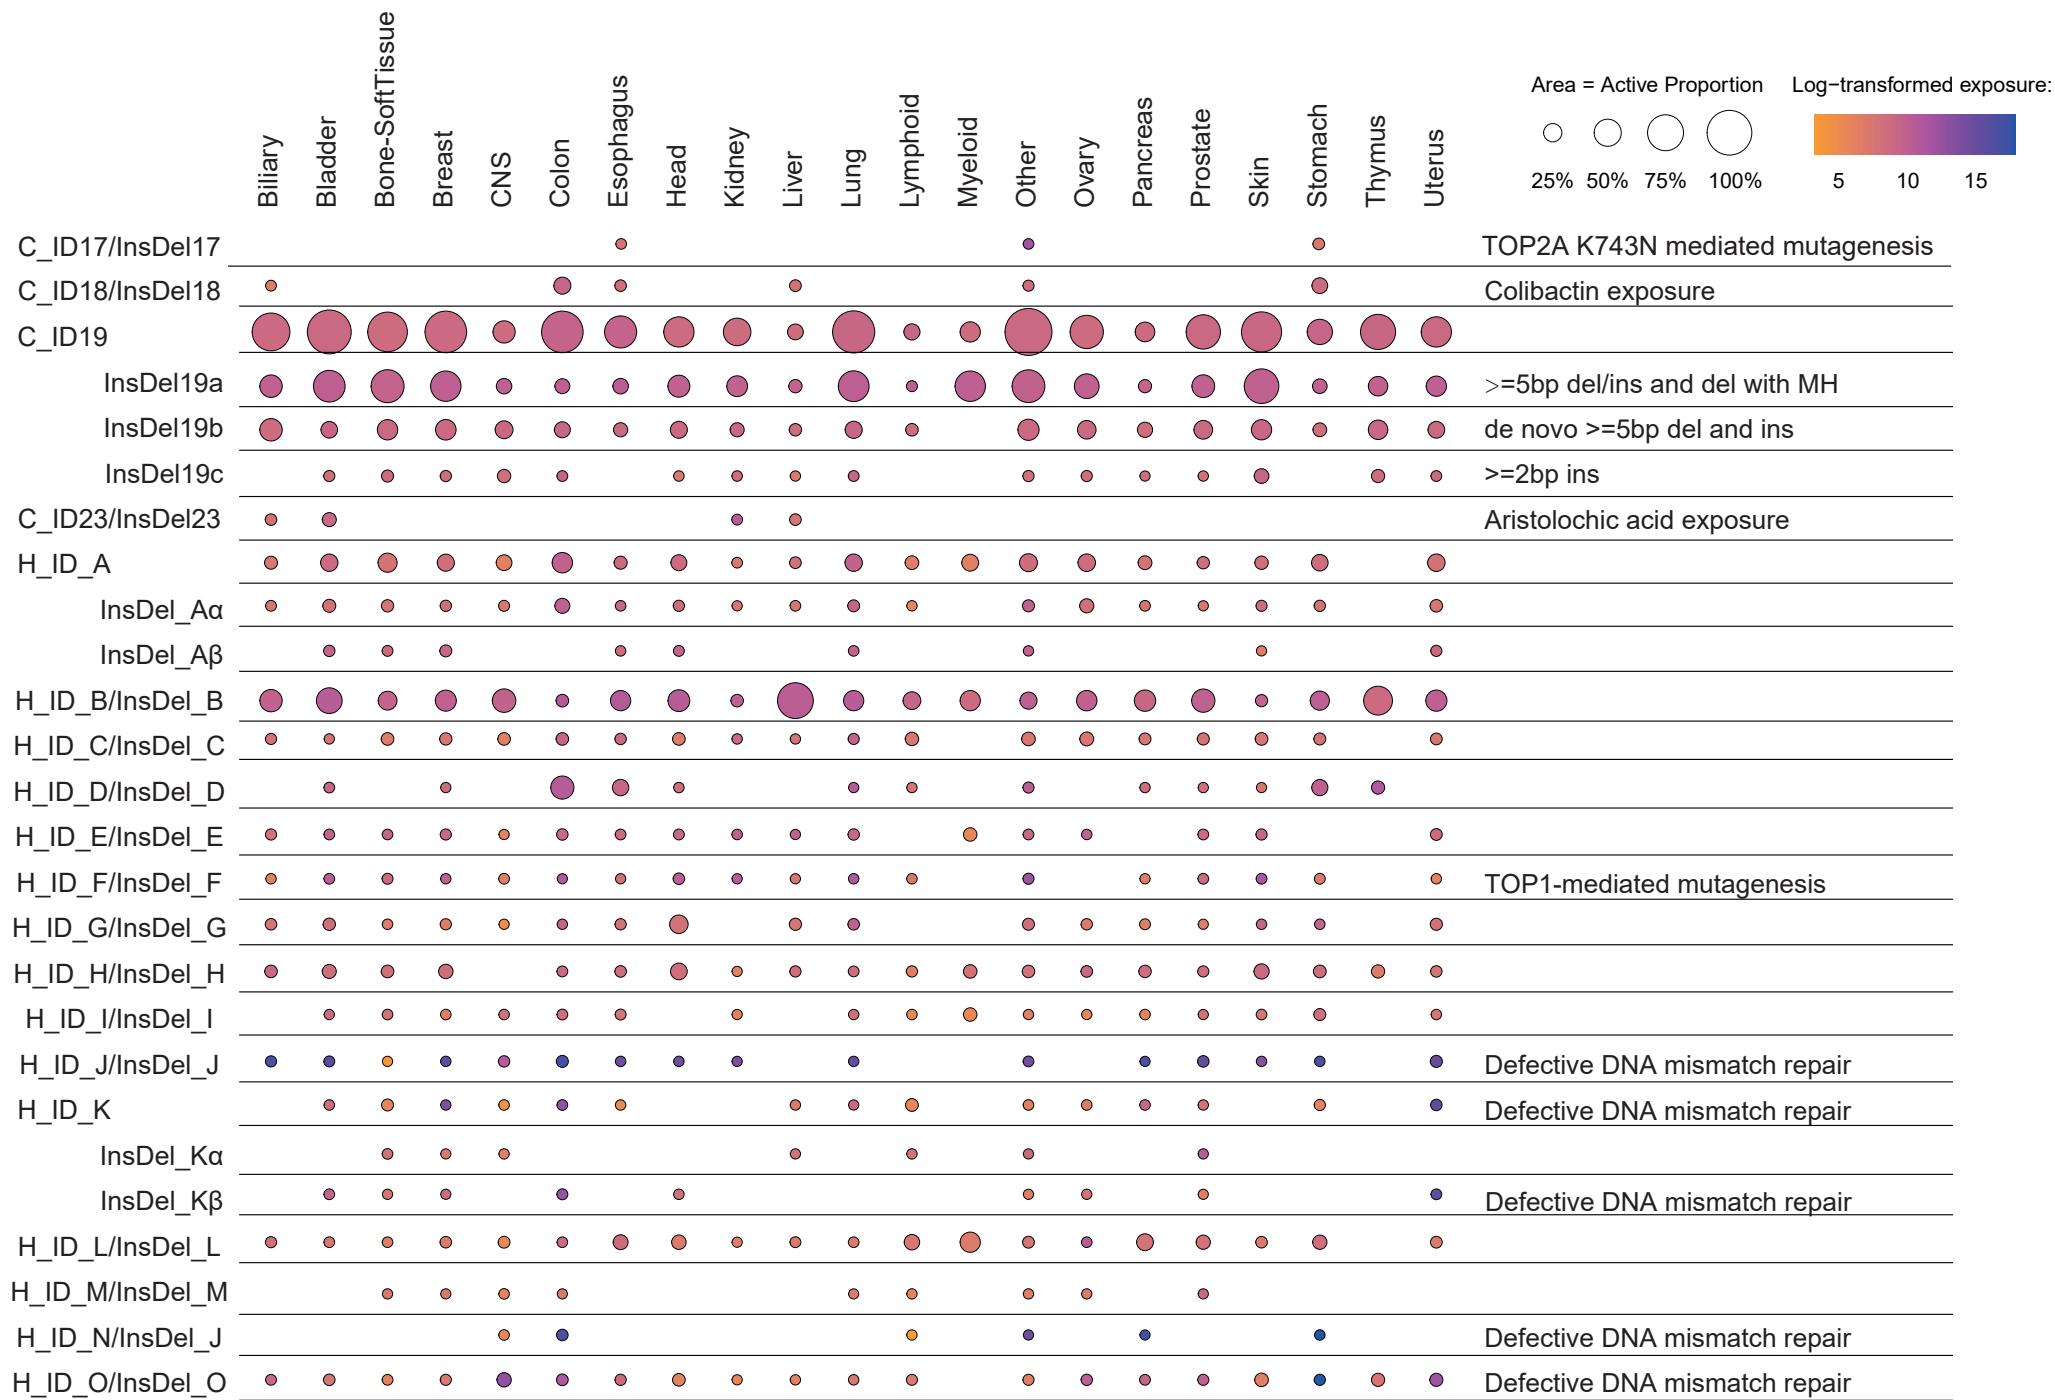 Biliary
Bladder
Bone-SoftTissue
Breast
CNS
Colon
Esophagus
Head
Kidney
Liver
Lung
Lymphoid
Myeloid
Other
Ovary
Pancreas
Prostate
Skin
Stomach
Thymus
Uterus
Area = Active Proportion
25% 50% 75% 100%
Log−transformed exposure:
5 10 15
C_ID17/InsDel17 TOP2A K743N mediated mutagenesis
C_ID18/InsDel18 Colibactin exposure
C_ID19
InsDel19a >=5bp del/ins and del with MH
InsDel19b de novo >=5bp del and ins
InsDel19c >=2bp ins
C_ID23/InsDel23 Aristolochic acid exposure
H_ID_A
InsDel_Aα
InsDel_Aβ
H_ID_B/InsDel_B
H_ID_C/InsDel_C
H_ID_D/InsDel_D
H_ID_E/InsDel_E
H_ID_F/InsDel_F TOP1-mediated mutagenesis
H_ID_G/InsDel_G
H_ID_H/InsDel_H
H_ID_I/InsDel_I
H_ID_J/InsDel_J Defective DNA mismatch repair
H_ID_K Defective DNA mismatch repair
InsDel_Kα
InsDel_Kβ Defective DNA mismatch repair
H_ID_L/InsDel_L
H_ID_M/InsDel_M
H_ID_N/InsDel_J Defective DNA mismatch repair
H_ID_O/InsDel_O Defective DNA mismatch repair